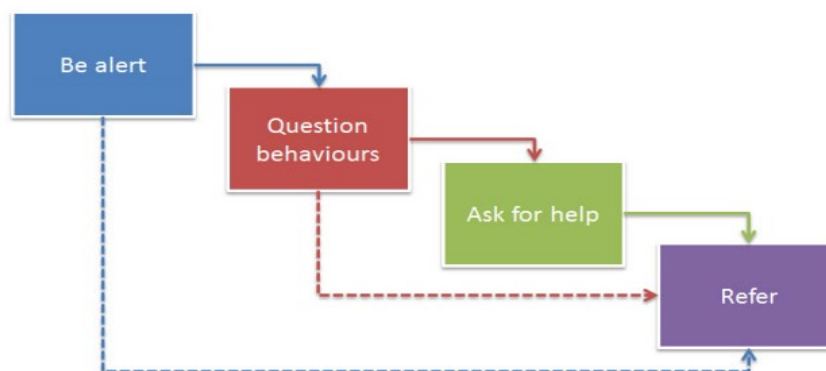 Be alert
Question
behaviours
Ask for help
Refer